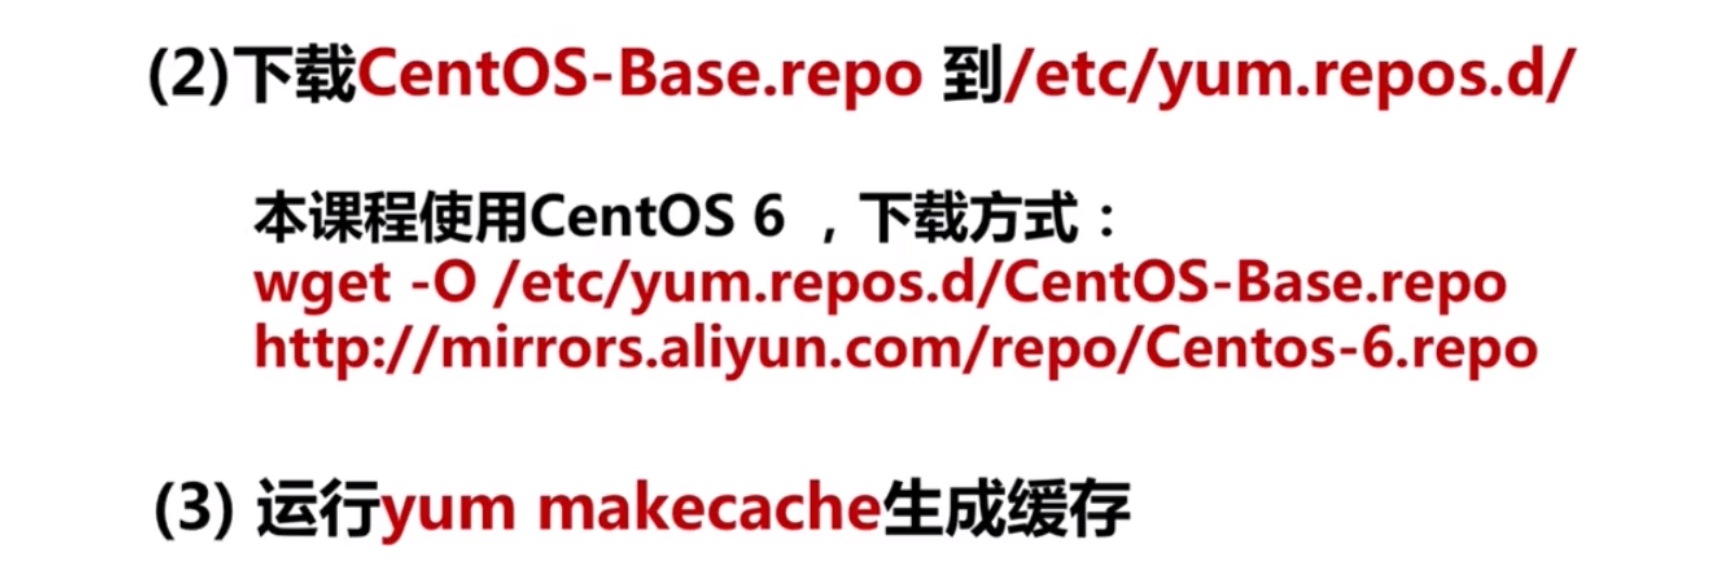 (2)下载CentOS-Base.repo 到/etc/yum.repos.d/
本课程使用CentOS 6 ，下载方式：
wget -O /etc/yum.repos.d/CentOS-Base.repo
http://mirrors.aliyun.com/repo/Centos-6.repo
(3) 运行yum makecache生成缓存